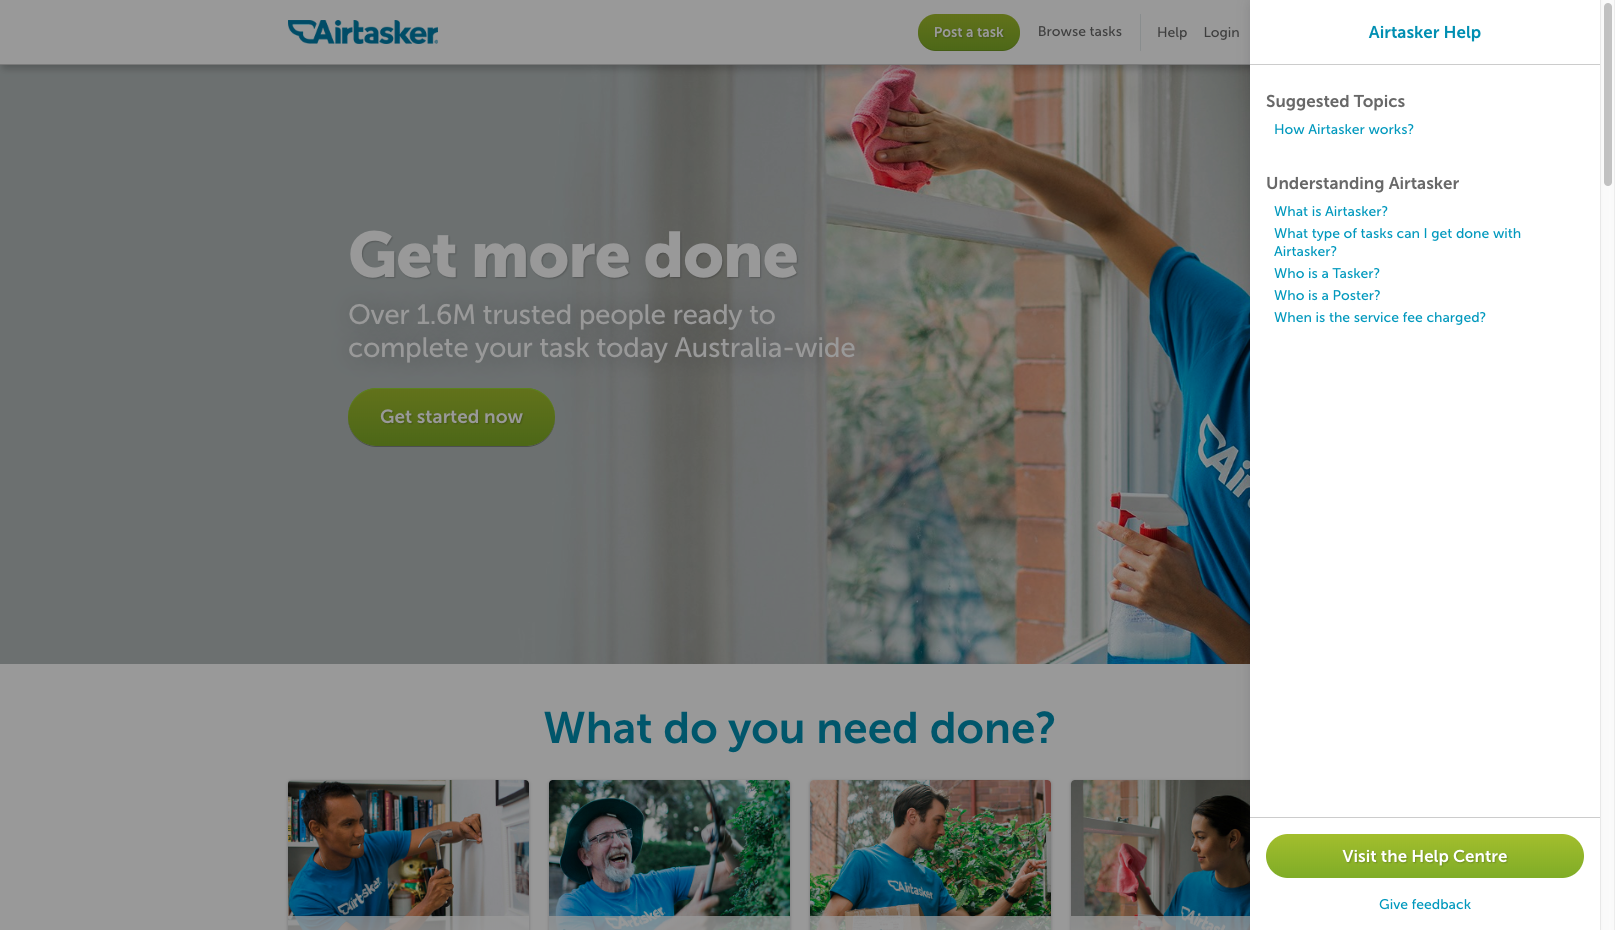 Airtasker
Post a task
Browse tasks
Help
Login
Airtasker Help
Get more done
Over 1.6M trusted people ready to
complete your task today Australia-wide
Get started now
Suggested Topics
How Airtasker works?
Understanding Airtasker
What is Airtasker?
What type of tasks can I get done with
Airtasker?
Who is a Tasker?
Who is a Poster?
When is the service fee charged?
What do you need done?
Airtasker
Airtasker
Airtasker
Visit the Help Centre
Give feedback